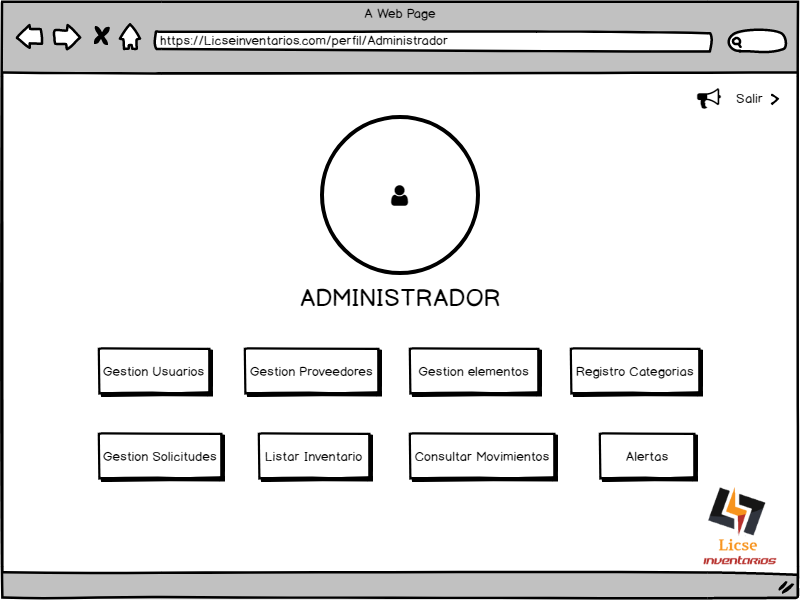 A Web Page
https://Licseinventarios.com/perfil/Administrador
Salir
ADMINISTRADOR
Gestion Usuarios
Gestion Proveedores
Gestion elementos
Registro Categorias
Gestion Solicitudes
Listar Inventario
Consultar Movimientos
Alertas
Licse
inventarios